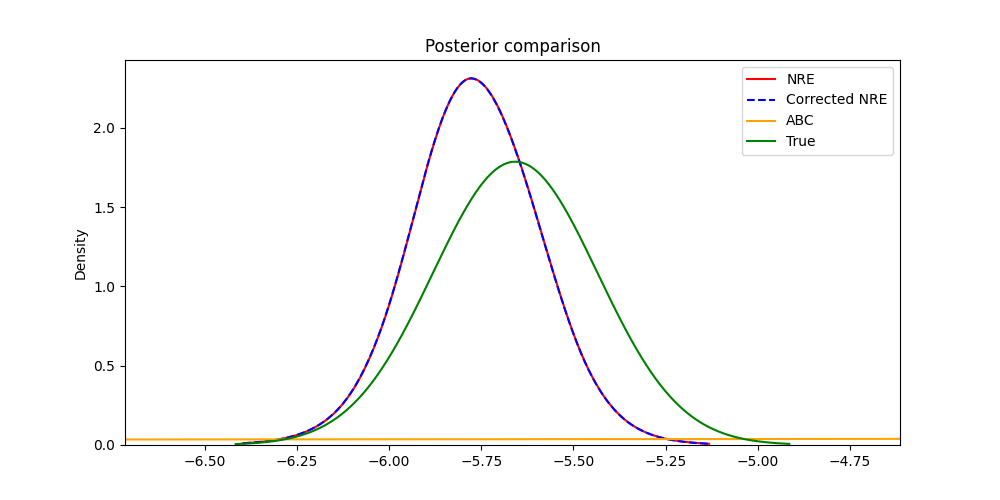 Posterior comparison
NRE
Corrected NRE
ABC
True
Density
2.0
1.5
1.0
0.5
0.0
−6.50
−6.25
−6.00
−5.75
−5.50
−5.25
−5.00
−4.75